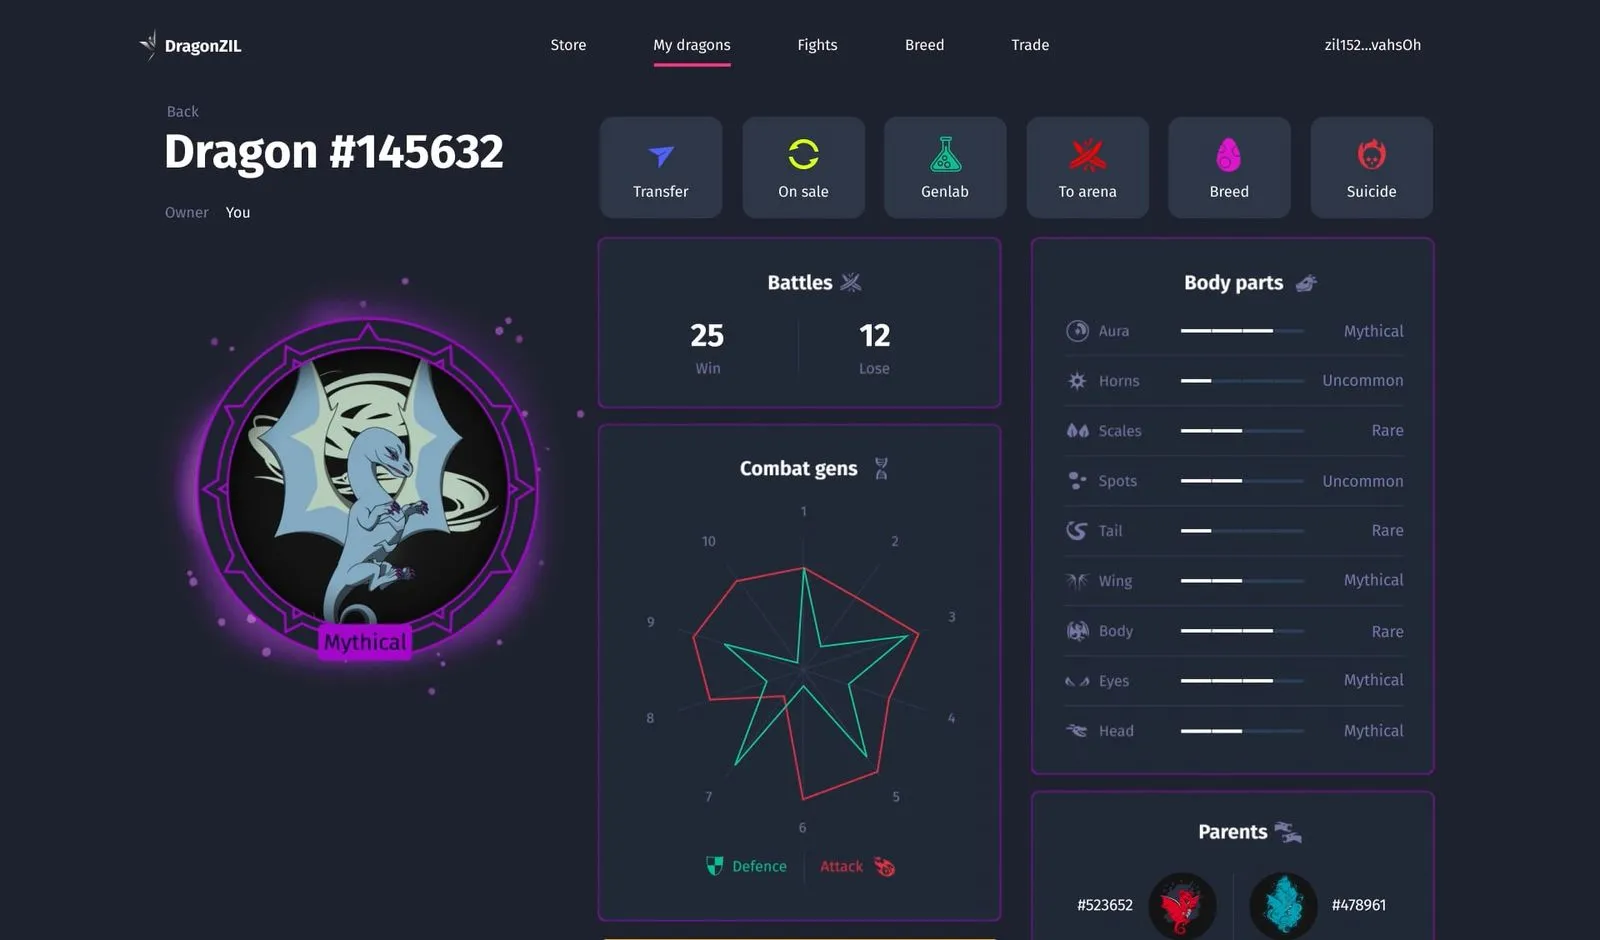 DragonZIL
Store
My dragons
Fights
Breed
Trade
zil152...vahsOh
Back
Dragon #145632
Owner You
Mythical
Transfer
On sale
Genlab
To arena
Breed
Suicide
Battles
25
Win
12
Lose
Combat gens
1
2
3
4
5
6
7
8
9
10
Defence
Attack
Body parts
Aura Mythical
Horns Uncommon
Scales Rare
Spots Uncommon
Tail Rare
Wing Mythical
Body Rare
Eyes Mythical
Head Mythical
Parents
#523652
#478961